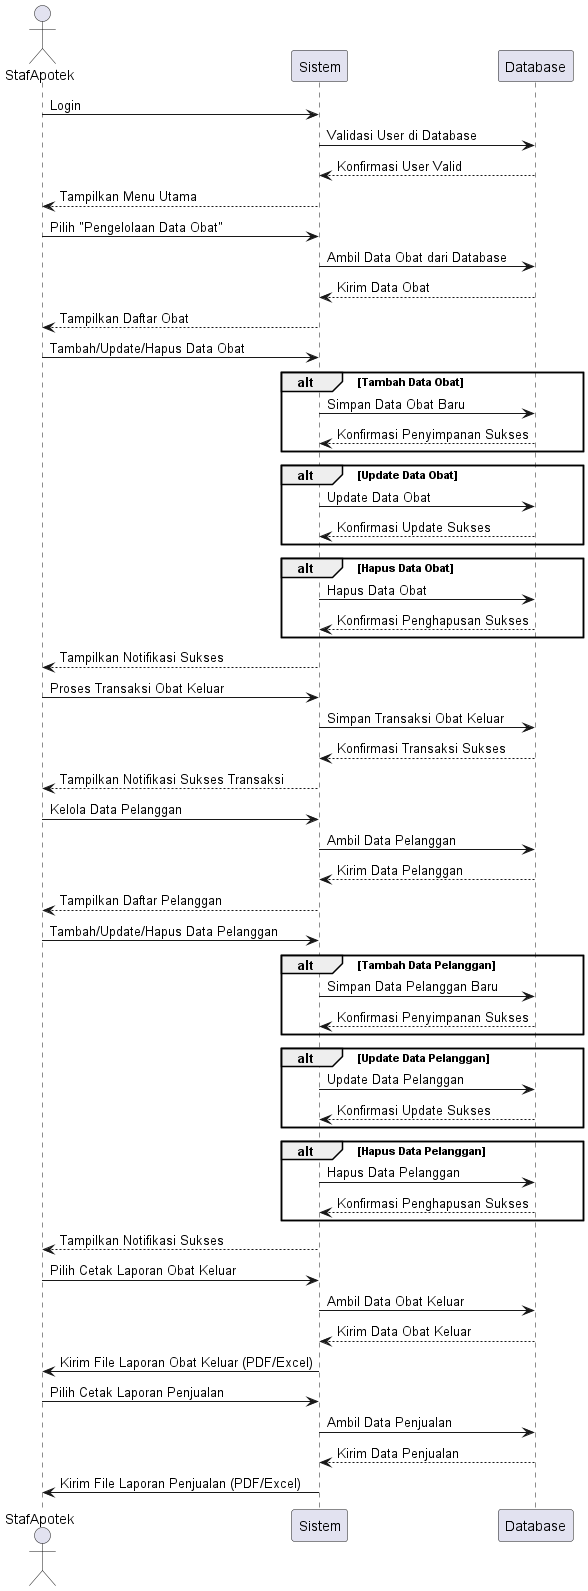 StafApotek
Sistem
Database
Login
Validasi User di Database
Konfirmasi User Valid
Tampilkan Menu Utama
Pilih "Pengelolaan Data Obat"
Ambil Data Obat dari Database
Kirim Data Obat
Tampilkan Daftar Obat
Tambah/Update/Hapus Data Obat
alt [Tambah Data Obat]
Simpan Data Obat Baru
Konfirmasi Penyimpanan Sukses
alt [Update Data Obat]
Update Data Obat
Konfirmasi Update Sukses
alt [Hapus Data Obat]
Hapus Data Obat
Konfirmasi Penghapusan Sukses
Tampilkan Notifikasi Sukses
Proses Transaksi Obat Keluar
Simpan Transaksi Obat Keluar
Konfirmasi Transaksi Sukses
Tampilkan Notifikasi Sukses Transaksi
Kelola Data Pelanggan
Ambil Data Pelanggan
Kirim Data Pelanggan
Tampilkan Daftar Pelanggan
Tambah/Update/Hapus Data Pelanggan
alt [Tambah Data Pelanggan]
Simpan Data Pelanggan Baru
Konfirmasi Penyimpanan Sukses
alt [Update Data Pelanggan]
Update Data Pelanggan
Konfirmasi Update Sukses
alt [Hapus Data Pelanggan]
Hapus Data Pelanggan
Konfirmasi Penghapusan Sukses
Tampilkan Notifikasi Sukses
Pilih Cetak Laporan Obat Keluar
Ambil Data Obat Keluar
Kirim Data Obat Keluar
Kirim File Laporan Obat Keluar (PDF/Excel)
Pilih Cetak Laporan Penjualan
Ambil Data Penjualan
Kirim Data Penjualan
Kirim File Laporan Penjualan (PDF/Excel)
StafApotek
Sistem
Database